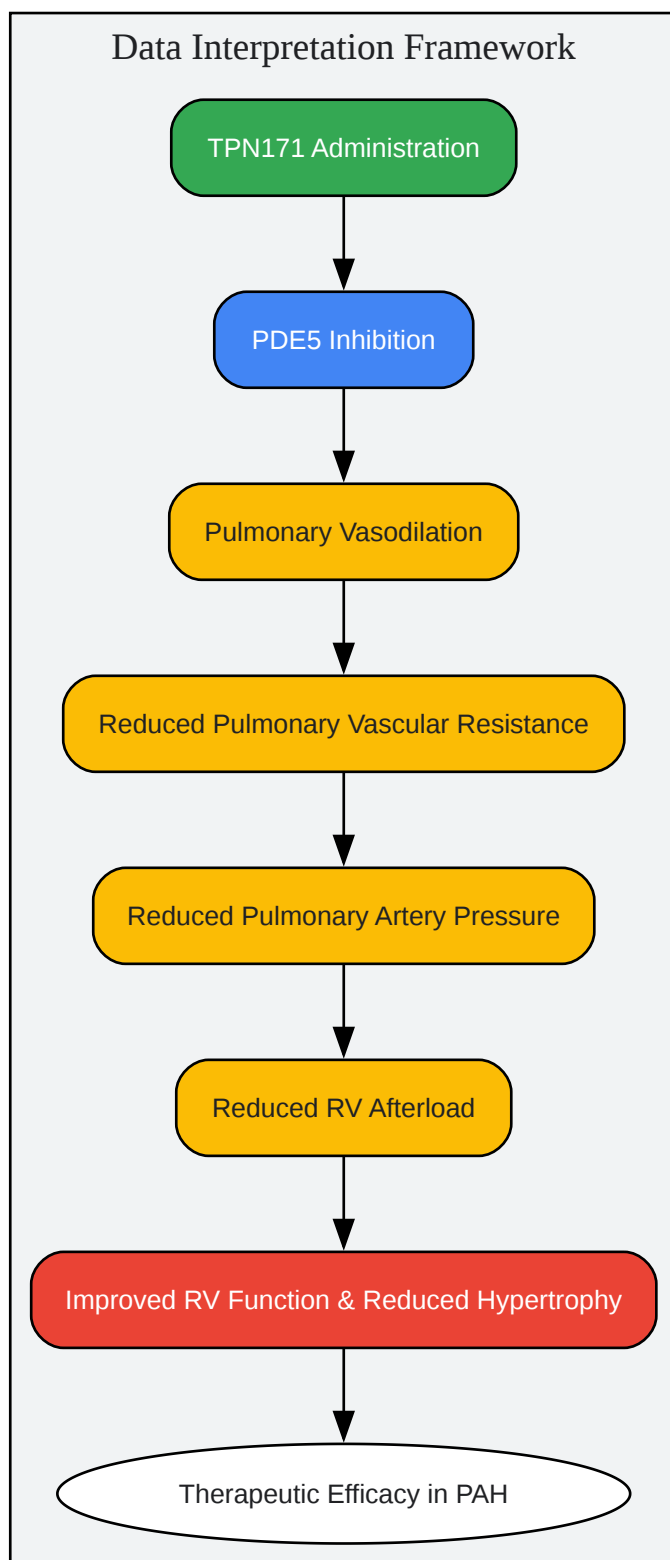 Data Interpretation Framework
TPN171 Administration
PDE5 Inhibition
Pulmonary Vasodilation
Reduced Pulmonary Vascular Resistance
Reduced Pulmonary Artery Pressure
Reduced RV Afterload
Improved RV Function & Reduced Hypertrophy
Therapeutic Efficacy in PAH